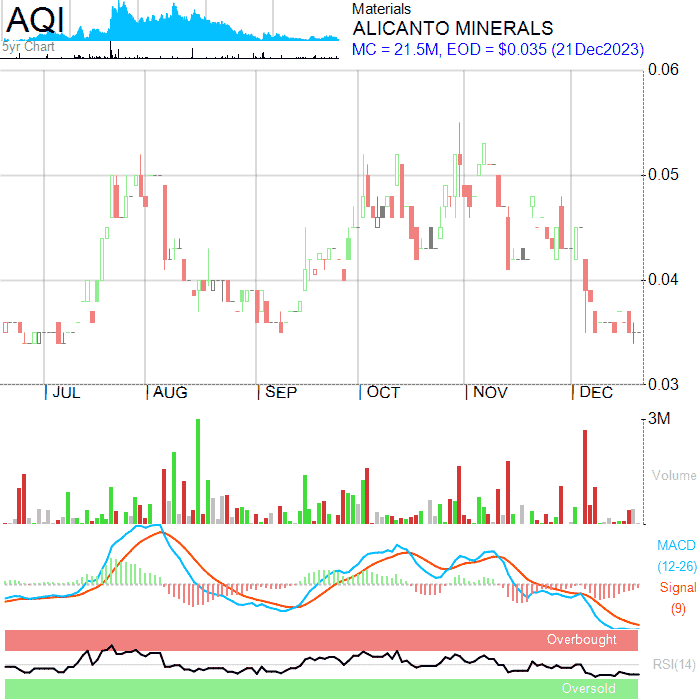 AQI
5yr Chart
Materials
ALICANTO MINERALS
MC = 21.5M, EOD = $0.035 (21Dec2023)
0.06
0.05
0.04
0.03
JUL AUG SEP OCT NOV DEC
3M
Volume
MACD
(12-26)
Signal
(9)
Overbought
RSI(14)
Oversold